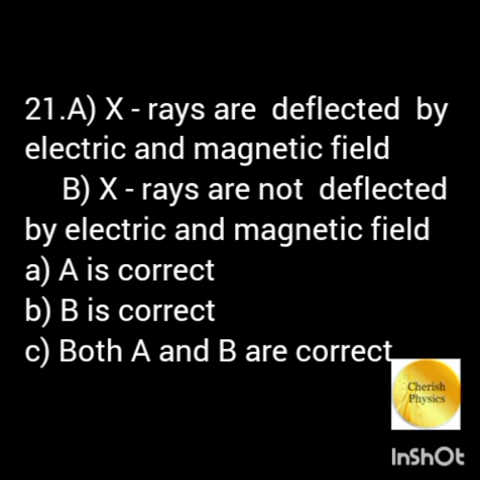 21.A) X - rays are deflected by
electric and magnetic field
B) X - rays are not deflected
by electric and magnetic field
a) A is correct
b) B is correct
c) Both A and B are correct
Cherish
Physics
InShOt